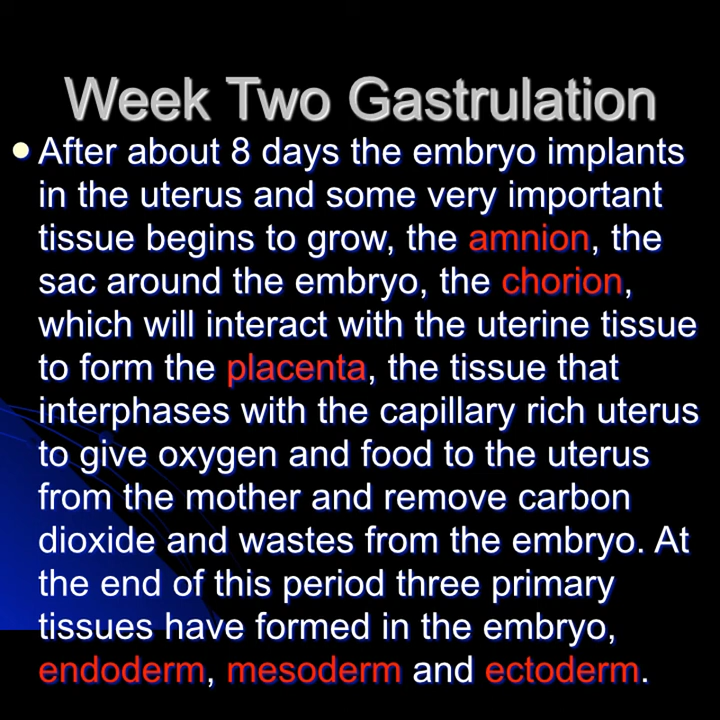 Week Two Gastrulation
After about 8 days the embryo implants
in the uterus and some very important
tissue begins to grow, the amnion, the
sac around the embryo, the chorion,
which will interact with the uterine tissue
to form the placenta, the tissue that
interphases with the capillary rich uterus
to give oxygen and food to the uterus
from the mother and remove carbon
dioxide and wastes from the embryo. At
the end of this period three primary
tissues have formed in the embryo,
endoderm, mesoderm and ectoderm.